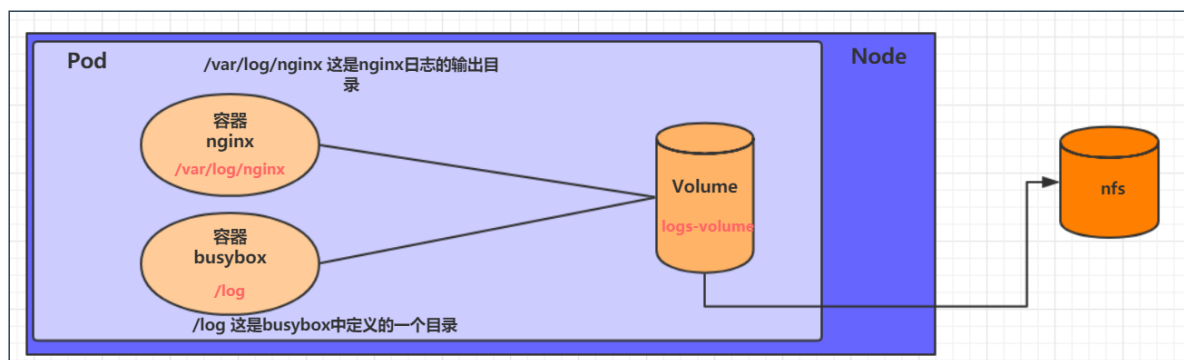 Pod
Node
/var/log/nginx 这是nginx日志的输出目
录
容器
nginx
/var/log/nginx
Volume
logs-volume
nfs
容器
busybox
/log
/log 这是busybox中定义的一个目录